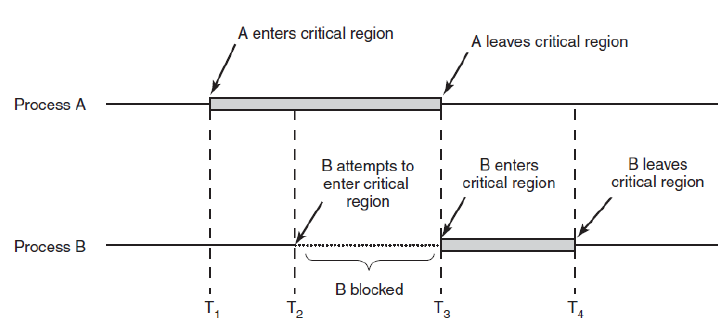 A enters critical region
A leaves critical region
Process A
B attempts to
enter critical
region
B enters
critical region
B leaves
critical region
Process B
B blocked
T1
T2
T3
T4